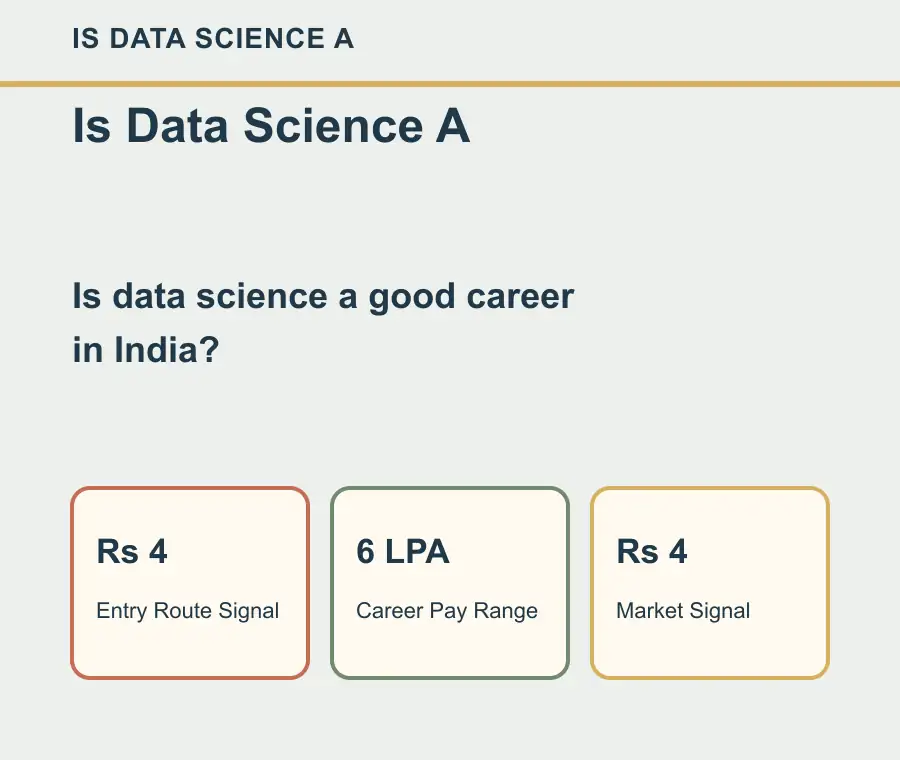 IS DATA SCIENCE A
Is Data Science A
Is data science a good career
in India?
Rs 4
Entry Route Signal
6 LPA
Career Pay Range
Rs 4
Market Signal